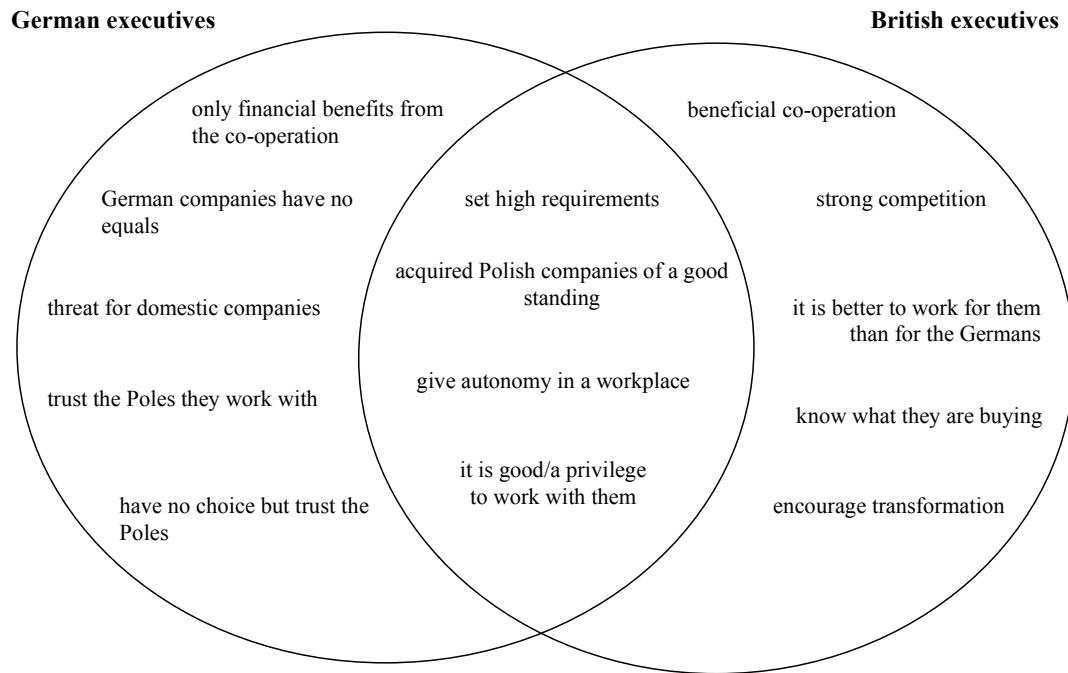 German executives
British executives
only financial benefits from
the co-operation
beneficial co-operation
German companies have no
equals
set high requirements
strong competition
acquired Polish companies of a good
standing
threat for domestic companies
it is better to work for them
than for the Germans
give autonomy in a workplace
trust the Poles they work with
know what they are buying
it is good/a privilege
to work with them
have no choice but trust the
Poles
encourage transformation